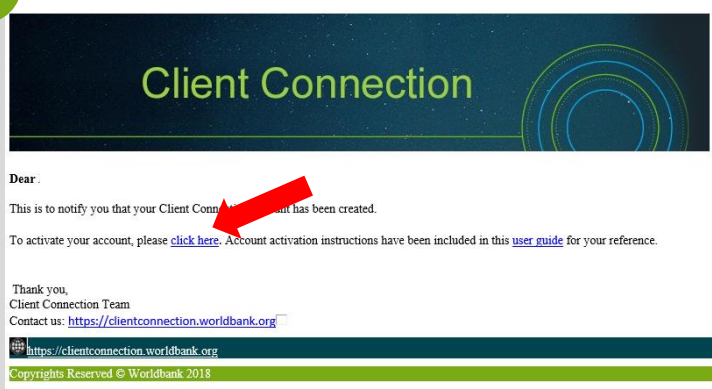 Client Connection
Dear .
This is to notify you that your Client Conn nt has been created.
To activate your account, please click here. Account activation instructions have been included in this user guide for your reference.
Thank you,
Client Connection Team
Contact us: https://clientconnection.worldbank.org
https://clientconnection.worldbank.org
Copyrights Reserved © Worldbank 2018